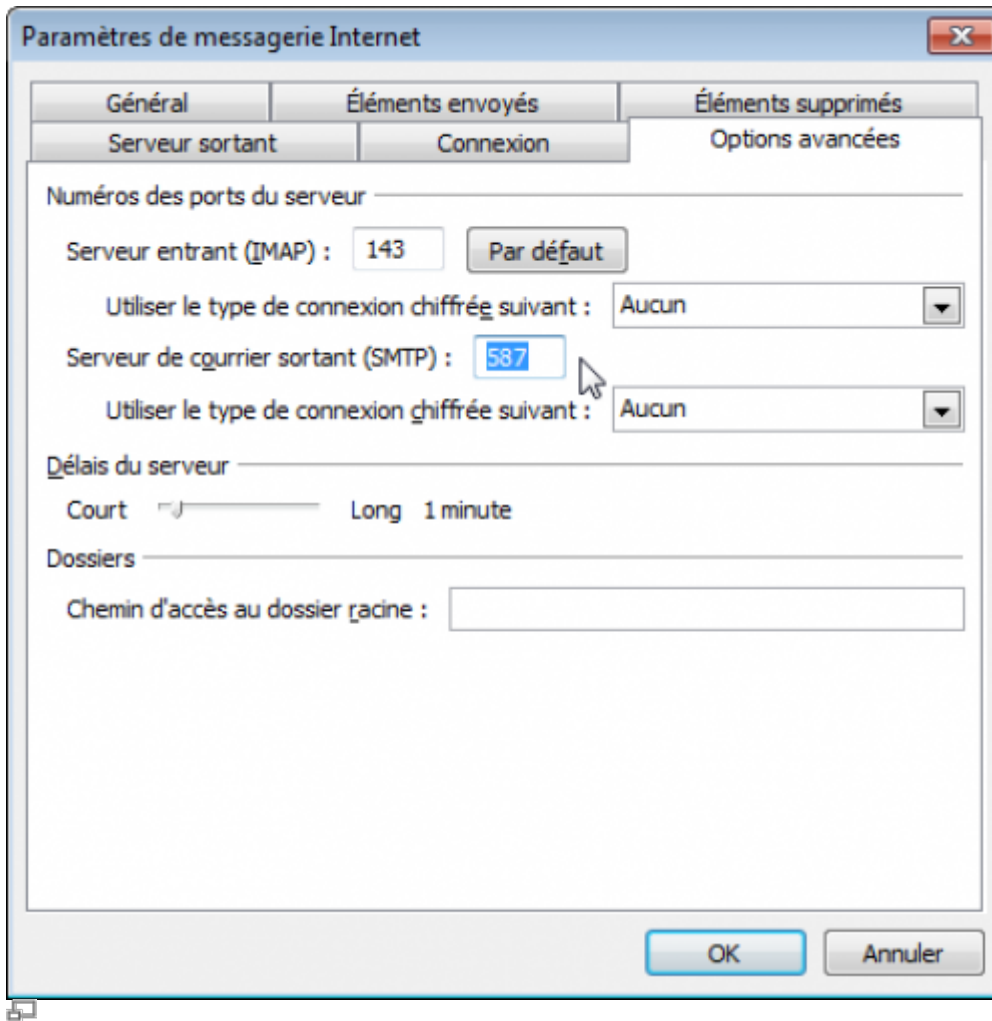 Paramètres de messagerie Internet
Général Éléments envoyés Éléments supprimés
Serveur sortant Connexion Options avancées
Numéros des ports du serveur
Serveur entrant (IMAP) : 143 Par défaut
Utiliser le type de connexion chiffrée suivant : Aucun
Serveur de courrier sortant (SMTP) : 587
Utiliser le type de connexion chiffrée suivant : Aucun
Délais du serveur
Court Long 1 minute
Dossiers
Chemin d'accès au dossier racine :
OK Annuler